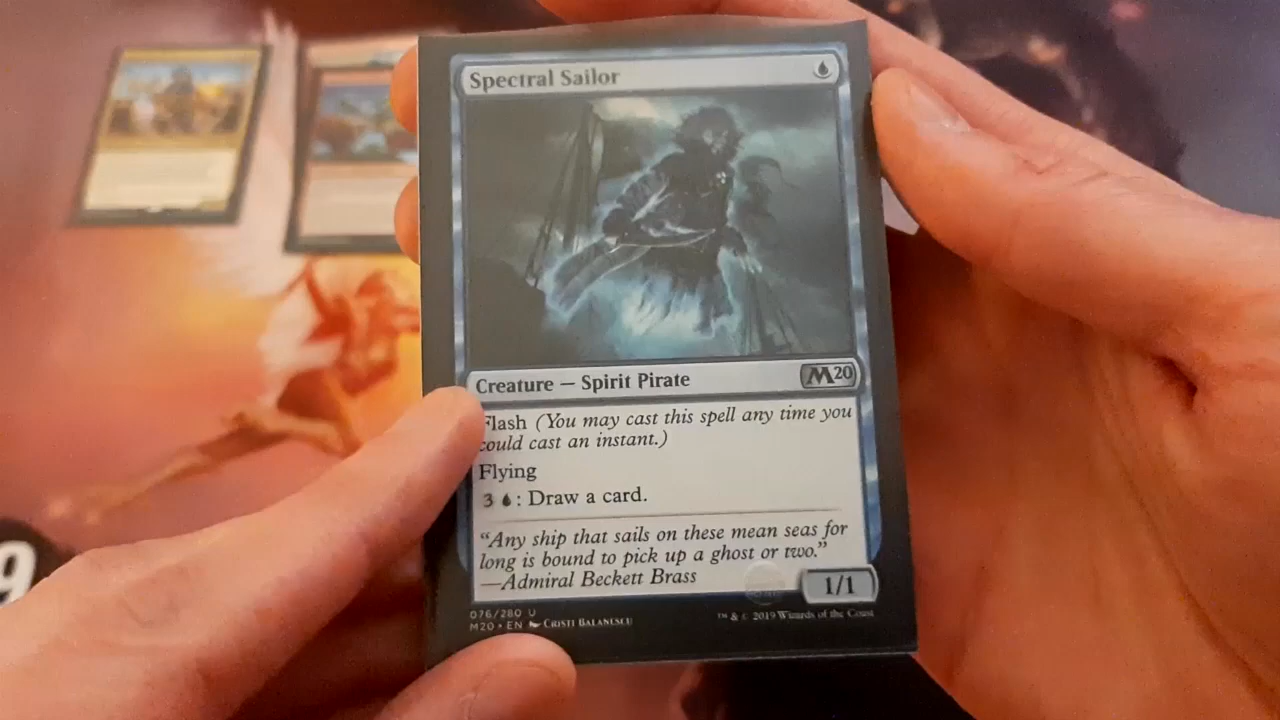 Spectral Sailor
Creature — Spirit Pirate
M20
Flash (You may cast this spell any time you
could cast an instant.)
Flying
3 : Draw a card.
“Any ship that sails on these mean seas for
long is bound to pick up a ghost or two.”
—Admiral Beckett Brass
1/1
076/280 U
M20 • EN CRISTI BALANESCU
™ & © 2019 Wizards of the Coast
9